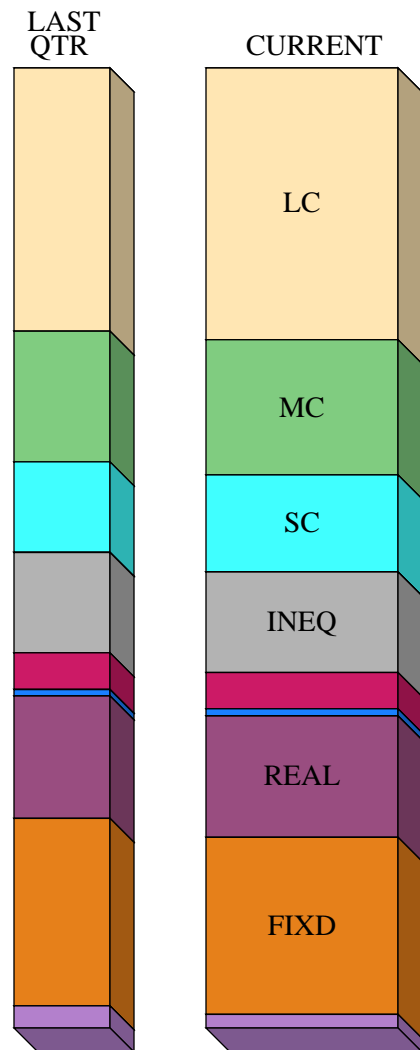 LAST
QTR
CURRENT
LC
MC
SC
INEQ
REAL
FIXD